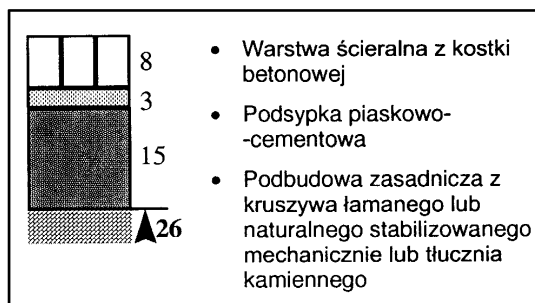 8
3
15
26
• Warstwa ścieralna z kostki
betonowej
• Podsypka piaskowo-
-cementowa
• Podbudowa zasadnicza z
kruszywa łamanego lub
naturalnego stabilizowanego
mechanicznie lub tłucznia
kamiennego